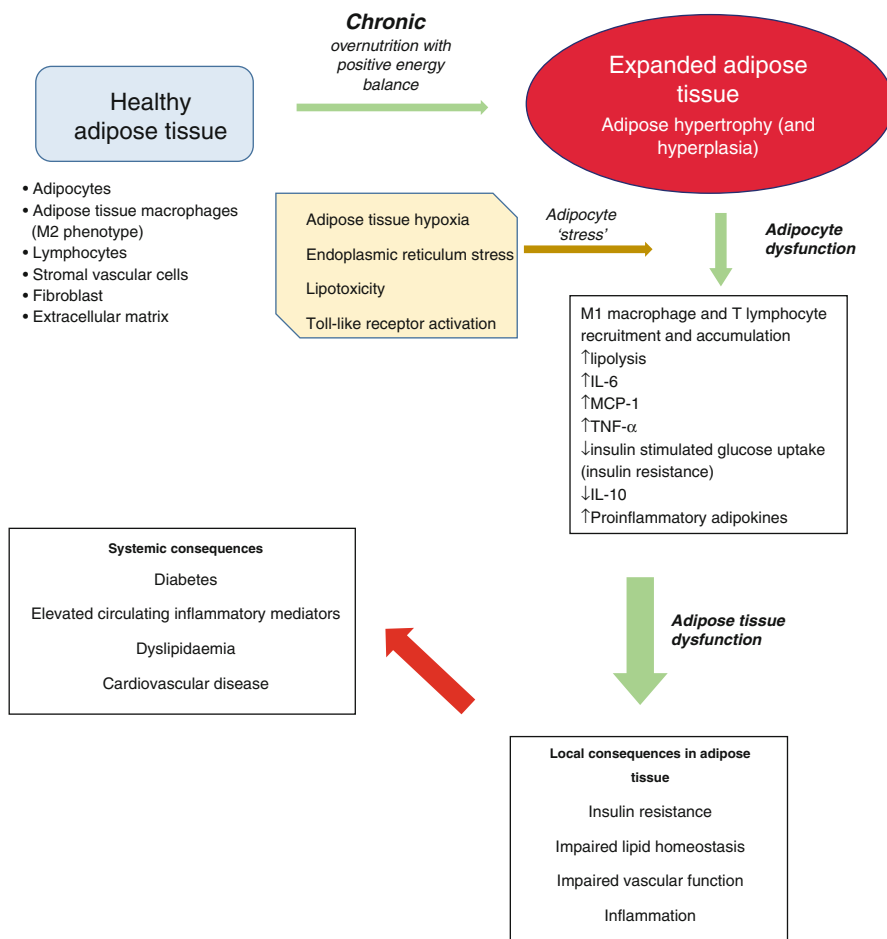 Chronic
overnutrition with
positive energy
balance
Healthy
adipose tissue
Expanded adipose
tissue
Adipose hypertrophy (and
hyperplasia)
• Adipocytes
• Adipose tissue macrophages
(M2 phenotype)
• Lymphocytes
• Stromal vascular cells
• Fibroblast
• Extracellular matrix
Adipose tissue hypoxia
Endoplasmic reticulum stress
Lipotoxicity
Toll-like receptor activation
Adipocyte
‘stress’
Adipocyte
dysfunction
M1 macrophage and T lymphocyte
recruitment and accumulation
↑lipolysis
↑IL-6
↑MCP-1
↑TNF-α
↓insulin stimulated glucose uptake
(insulin resistance)
↓IL-10
↑Proinflammatory adipokines
Adipose tissue
dysfunction
Local consequences in adipose
tissue
Insulin resistance
Impaired lipid homeostasis
Impaired vascular function
Inflammation
Systemic consequences
Diabetes
Elevated circulating inflammatory mediators
Dyslipidaemia
Cardiovascular disease